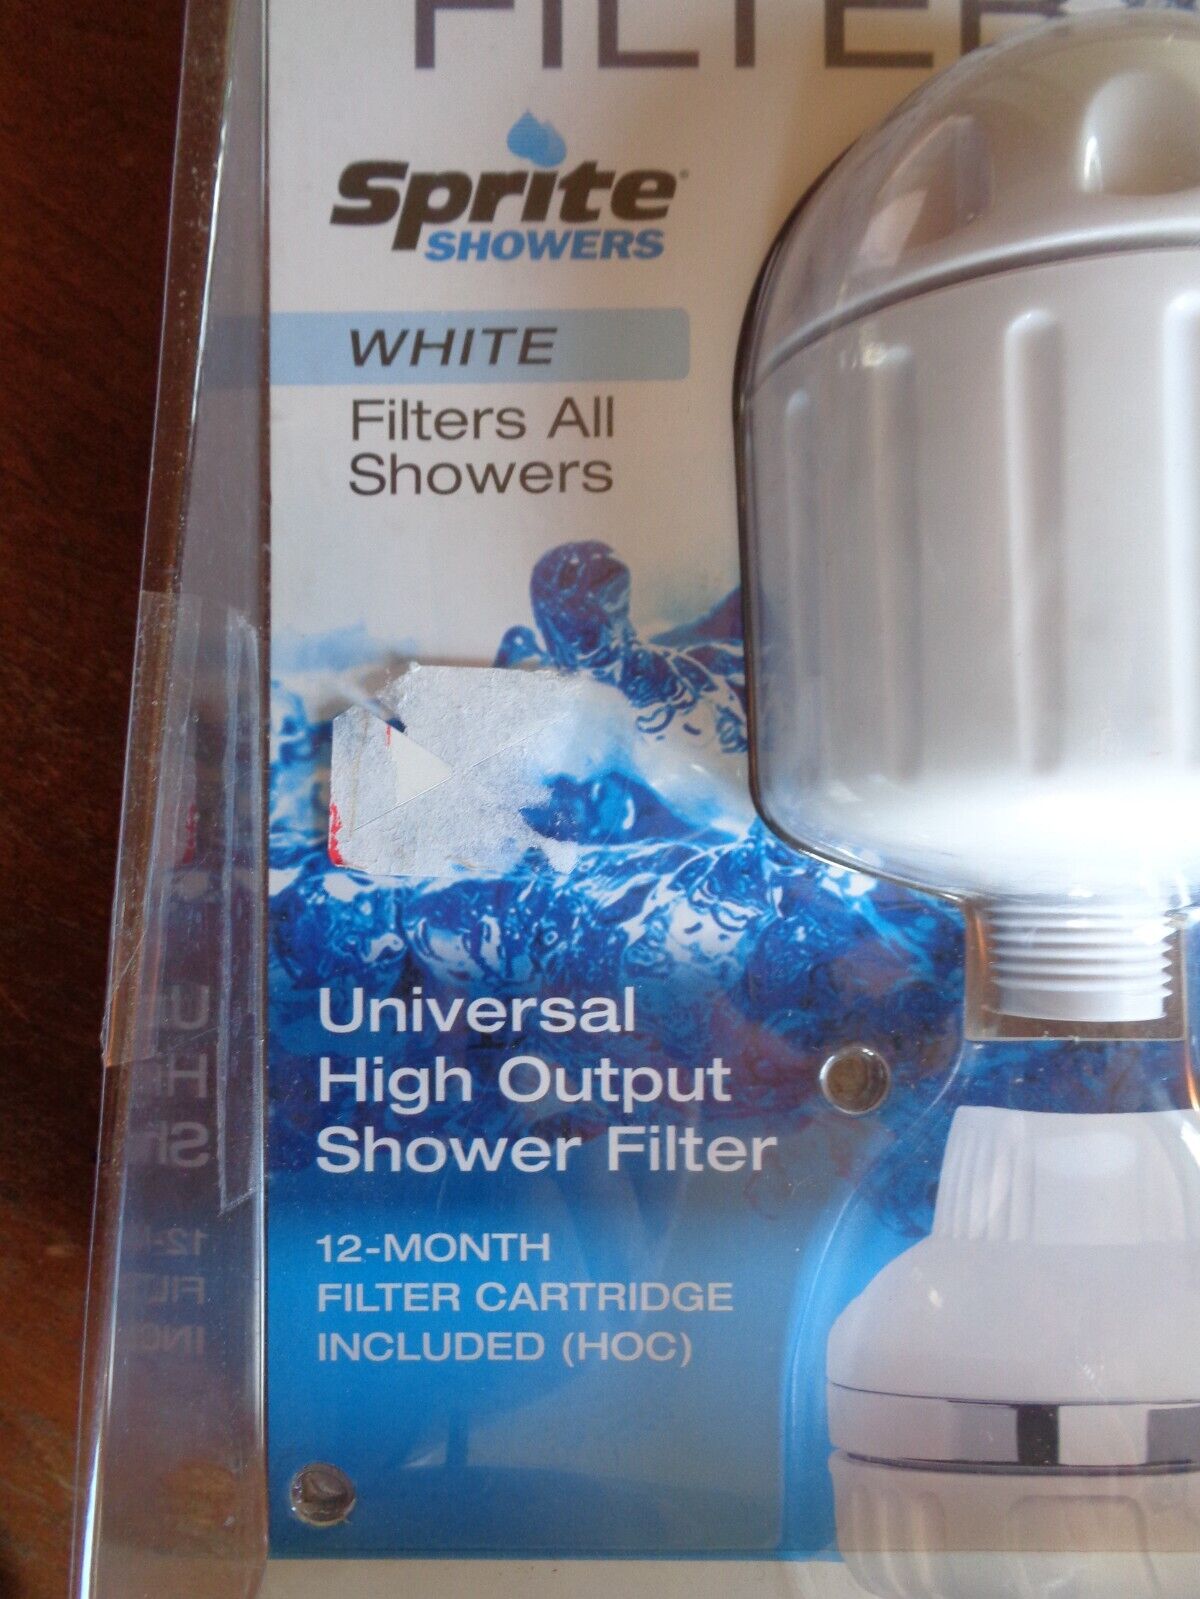 FILTER
Sprite
SHOWERS
WHITE
Filters All
Showers
Universal
High Output
Shower Filter
12-MONTH
FILTER CARTRIDGE
INCLUDED (HOC)